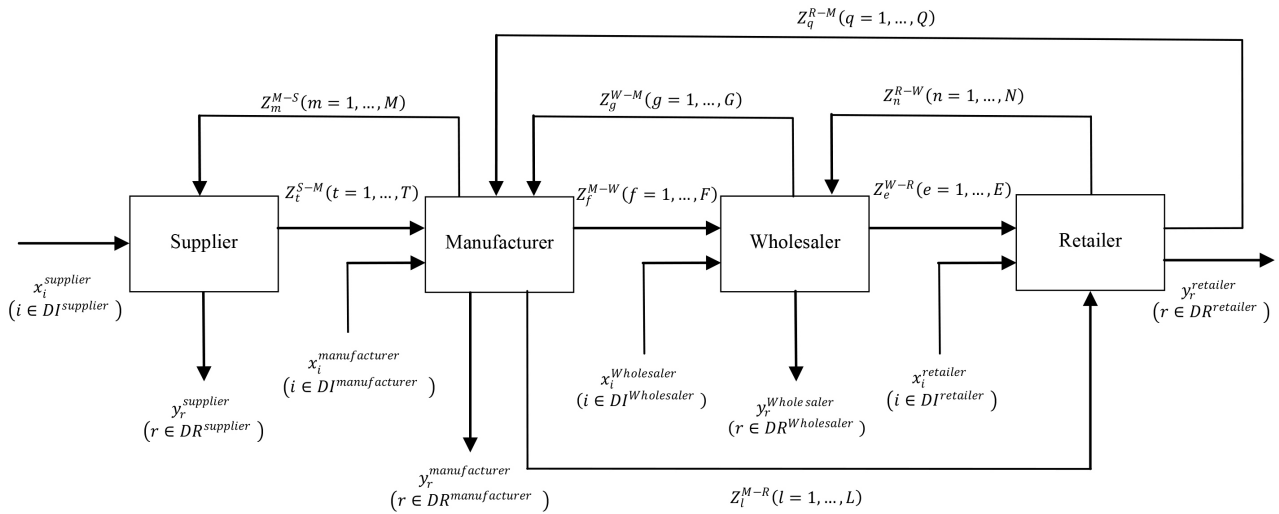 Z_q^{R−M}(q = 1, … , Q)
Z_m^{M−S}(m = 1, … , M)
Z_g^{W−M}(g = 1, … , G)
Z_n^{R−W}(n = 1, … , N)
Z_t^{S−M}(t = 1, … , T)
Z_f^{M−W}(f = 1, … , F)
Z_e^{W−R}(e = 1, … , E)
Supplier
Manufacturer
Wholesaler
Retailer
x_i^{supplier}
(i ∈ DI^{supplier} )
y_r^{retailer}
(r ∈ DR^{retailer} )
x_i^{manufacturer}
(i ∈ DI^{manufacturer} )
x_i^{Wholesaler}
(i ∈ DI^{Wholesaler})
x_i^{retailer}
(i ∈ DI^{retailer})
y_r^{supplier}
(r ∈ DR^{supplier} )
y_r^{Wholesaler}
(r ∈ DR^{Wholesaler} )
y_r^{manufacturer}
(r ∈ DR^{manufacturer} )
Z_l^{M−R}(l = 1, … , L)